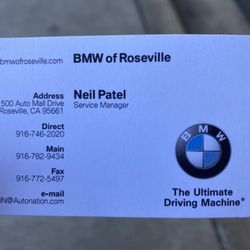 bmwofroseville.com
BMW of Roseville
Neil Patel
Service Manager
Address
500 Auto Mall Drive
Roseville, CA 95661
Direct
916-746-2020
Main
916-782-9434
Fax
916-772-5497
e-mail
N@Autonation.com
BMW
The Ultimate
Driving Machine®